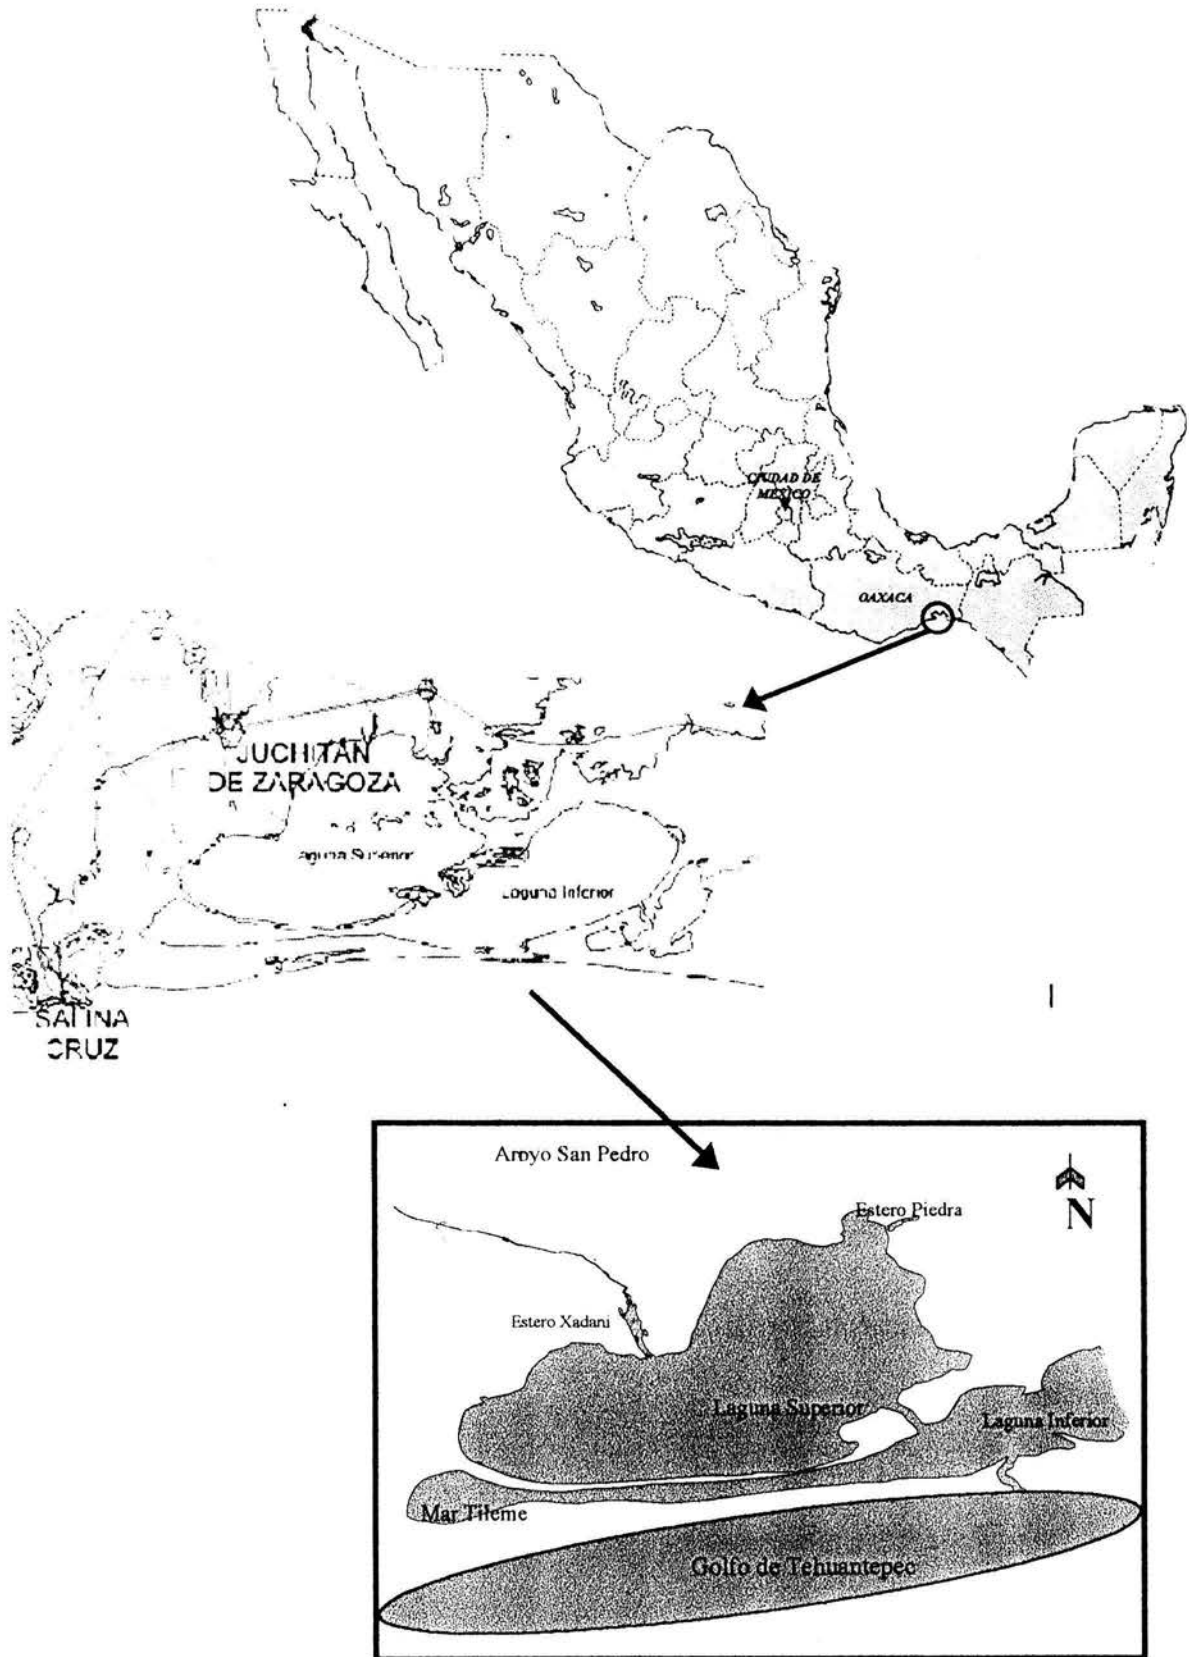 CIUDAD DE
MEXICO
OAXACA
JUCHITAN
DE ZARAGOZA
aguna Superior
Laguna Inferior
SALINA
CRUZ
Arroyo San Pedro
N
Estero Piedra
Estero Xadani
Laguna Superior
Laguna Inferior
Mar Tileme
Golfo de Tehuantepec